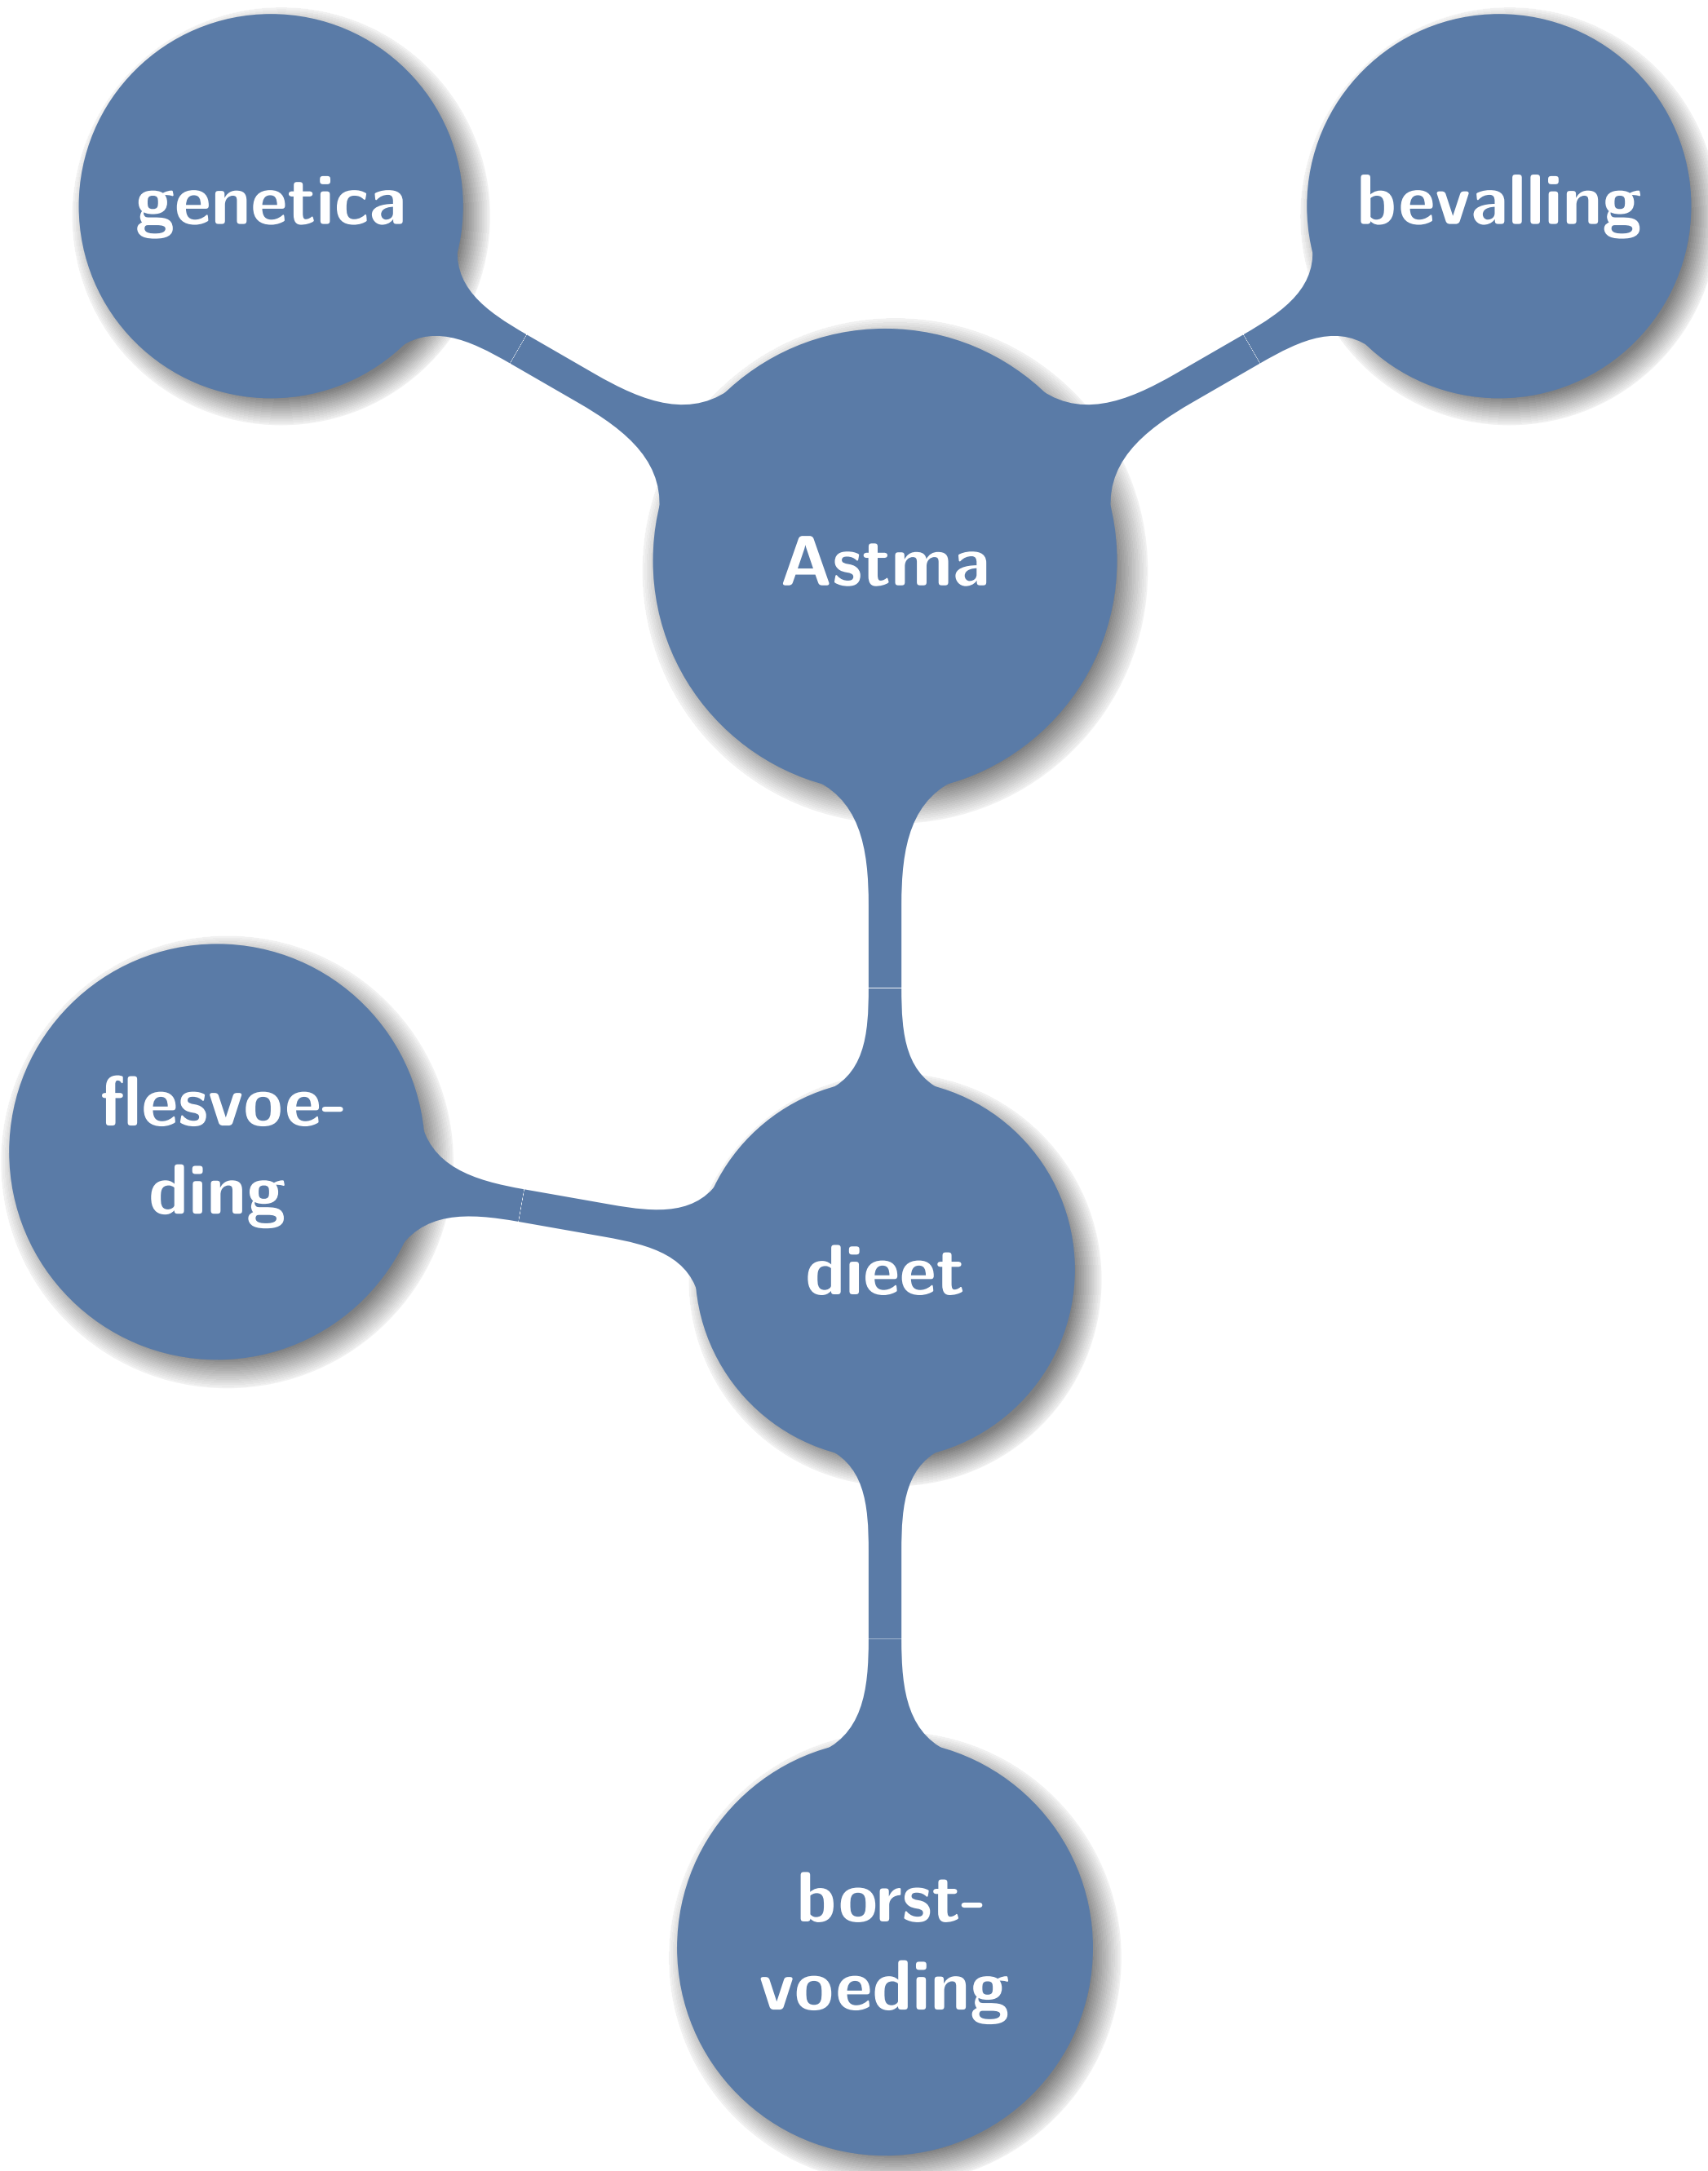 genetica
bevalling
Astma
flesvoe-
ding
dieet
borst-
voeding